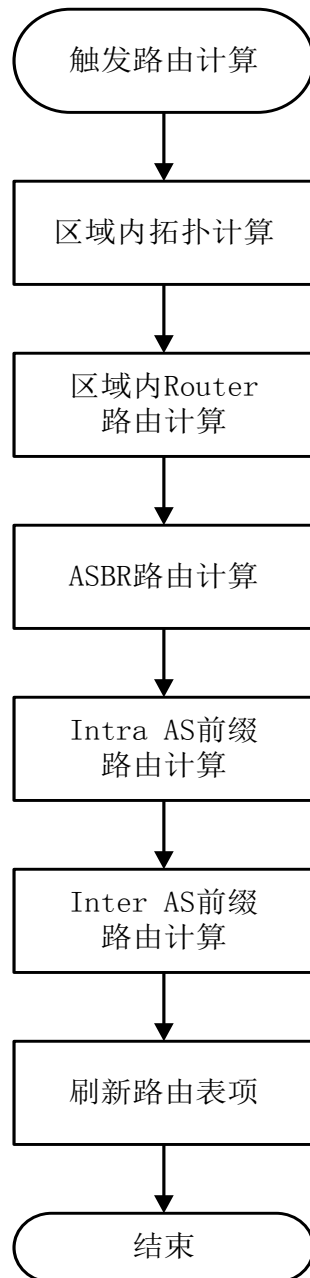 触发路由计算
区域内拓扑计算
区域内Router
路由计算
ASBR路由计算
Intra AS前缀
路由计算
Inter AS前缀
路由计算
刷新路由表项
结束